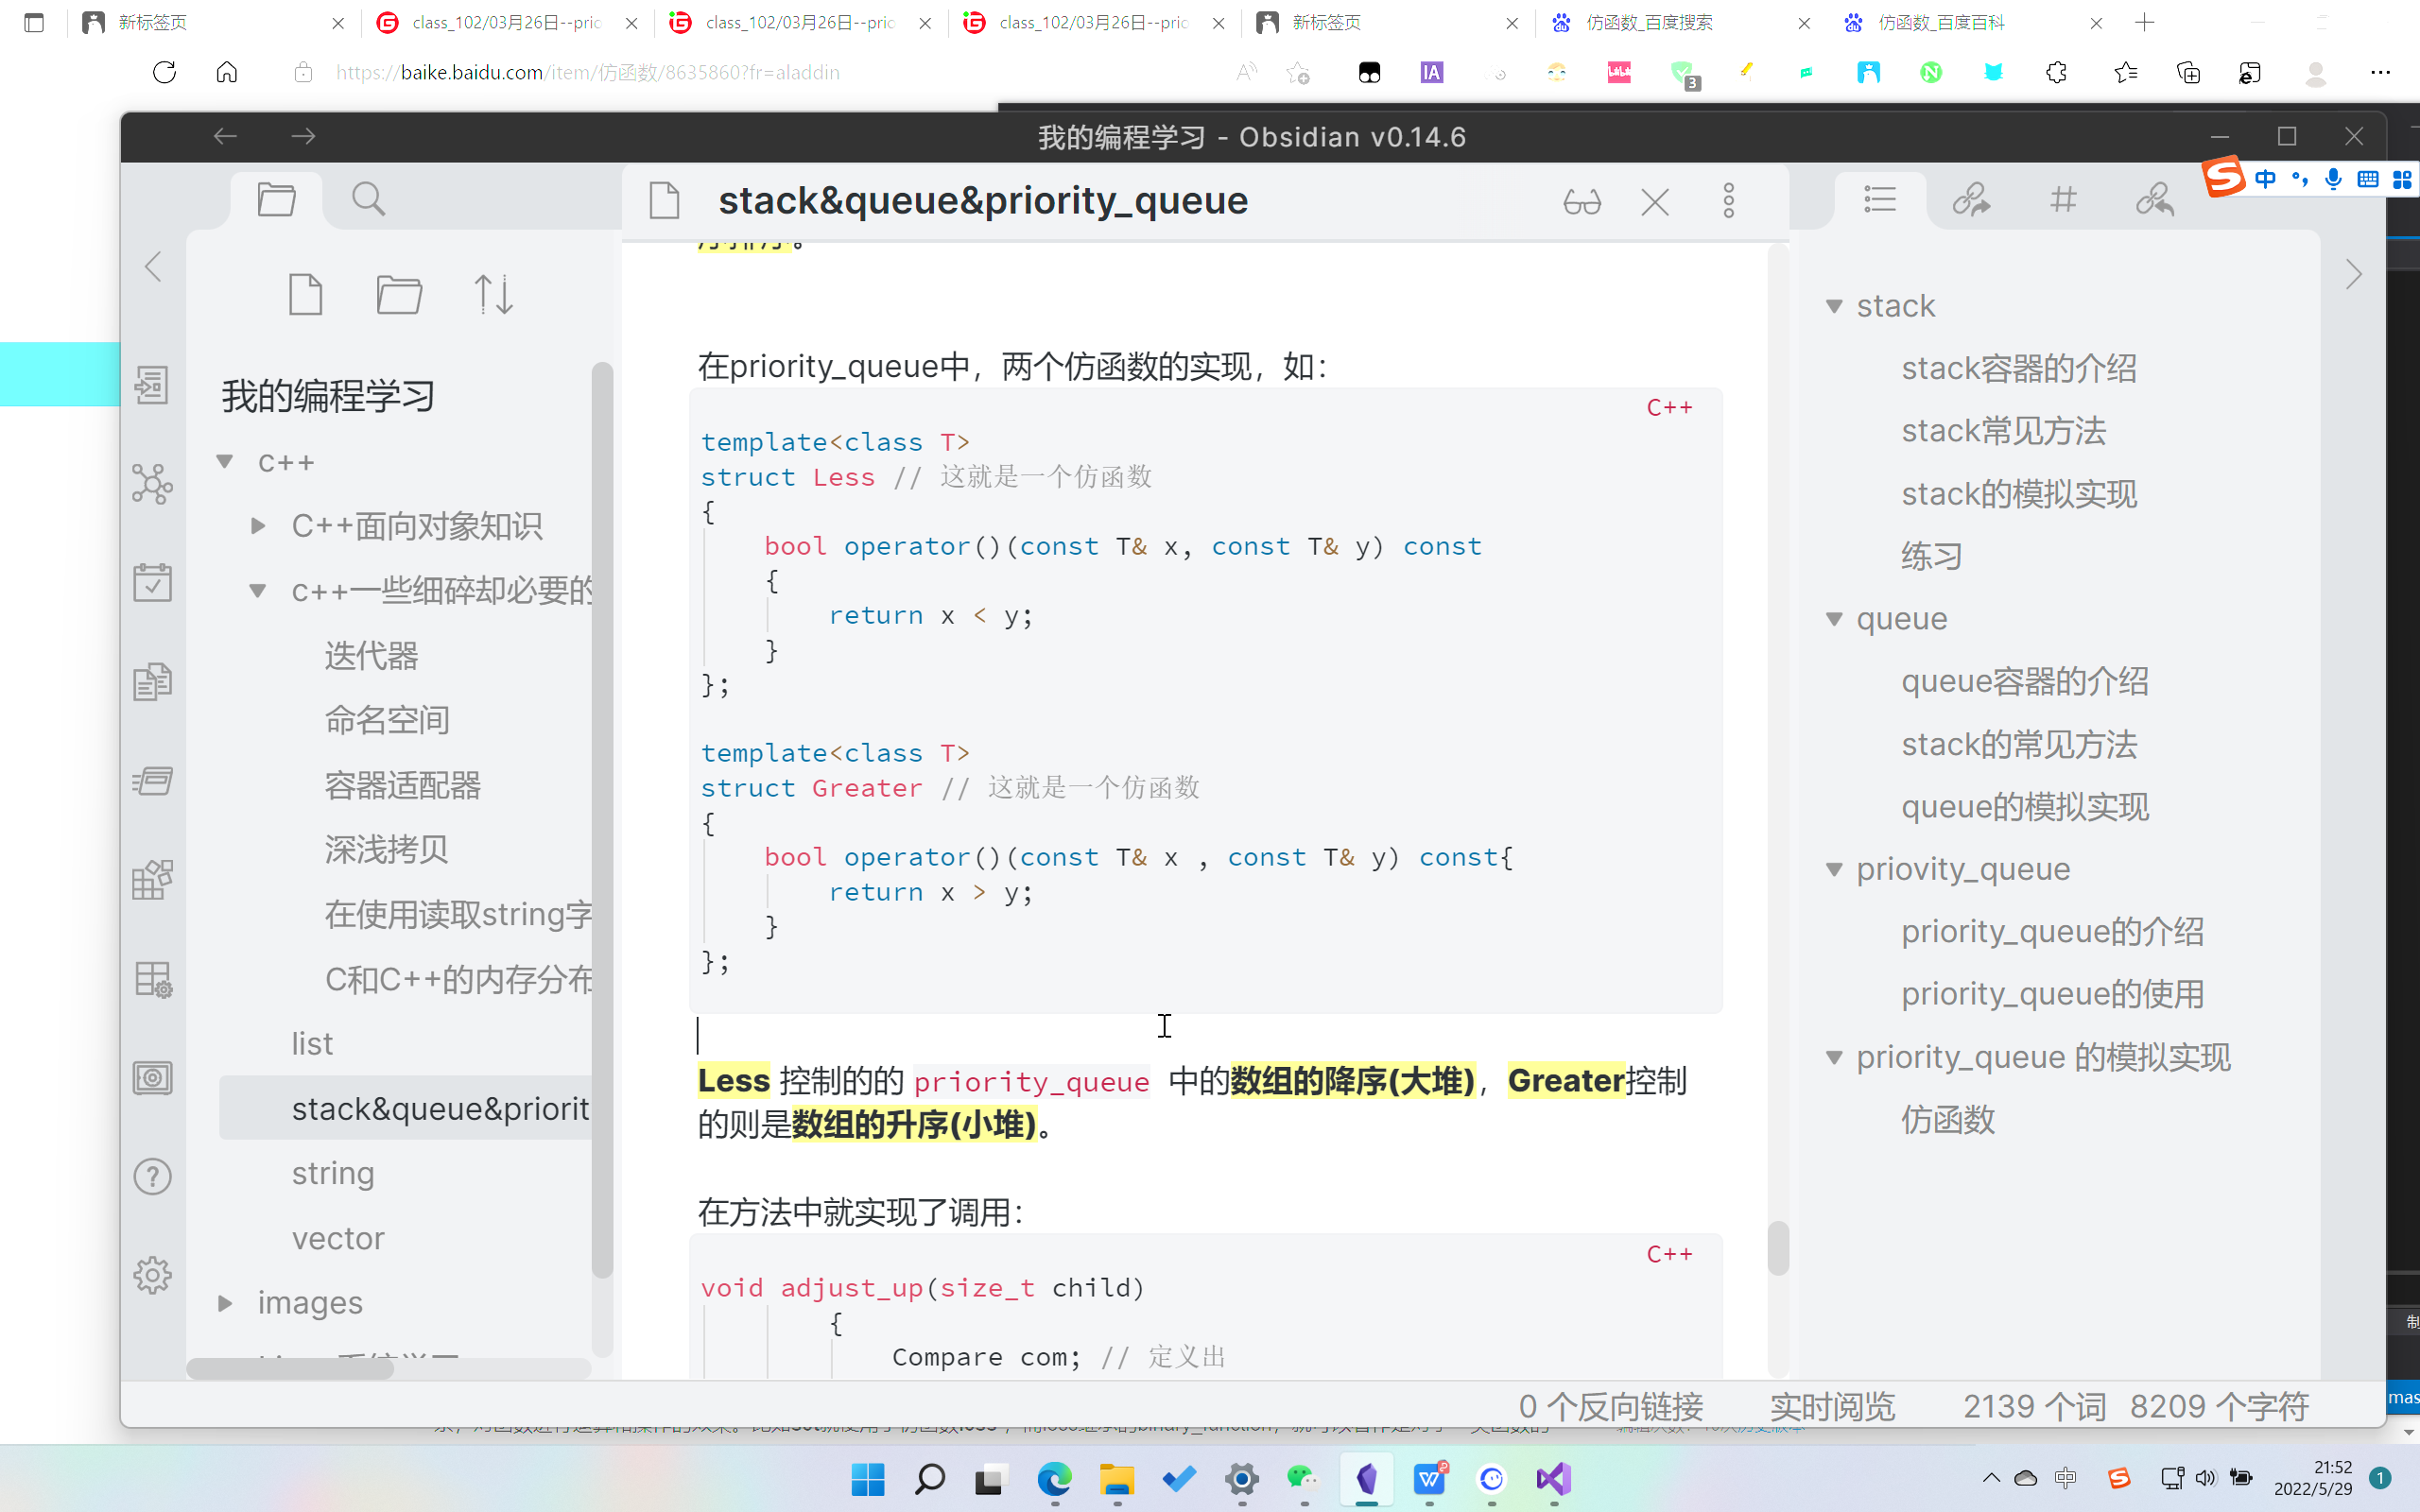 新标签页
class_102/03月26日--prio
class_102/03月26日--prio
class_102/03月26日--prio
新标签页
仿函数_百度搜索
仿函数_百度百科
https://baike.baidu.com/item/仿函数/8635860?fr=aladdin
IA
3
我的编程学习 - Obsidian v0.14.6
中
stack&queue&priority_queue
我的编程学习
c++
C++面向对象知识
c++一些细碎却必要的
迭代器
命名空间
容器适配器
深浅拷贝
在使用读取string字
C和C++的内存分布
list
stack&queue&priorit
string
vector
images
在priority_queue中，两个仿函数的实现，如：
C++
template<class T>
struct Less // 这就是一个仿函数
{
bool operator()(const T& x, const T& y) const
{
return x < y;
}
};
template<class T>
struct Greater // 这就是一个仿函数
{
bool operator()(const T& x , const T& y) const{
return x > y;
}
};
Less 控制的的 priority_queue 中的数组的降序(大堆)，Greater控制
的则是数组的升序(小堆)。
在方法中就实现了调用：
C++
void adjust_up(size_t child)
{
Compare com; // 定义出
stack
stack容器的介绍
stack常见方法
stack的模拟实现
练习
queue
queue容器的介绍
stack的常见方法
queue的模拟实现
priovity_queue
priority_queue的介绍
priority_queue的使用
priority_queue 的模拟实现
仿函数
制
mas
0 个反向链接
实时阅览
2139 个词
8209 个字符
中
21:52
2022/5/29
1